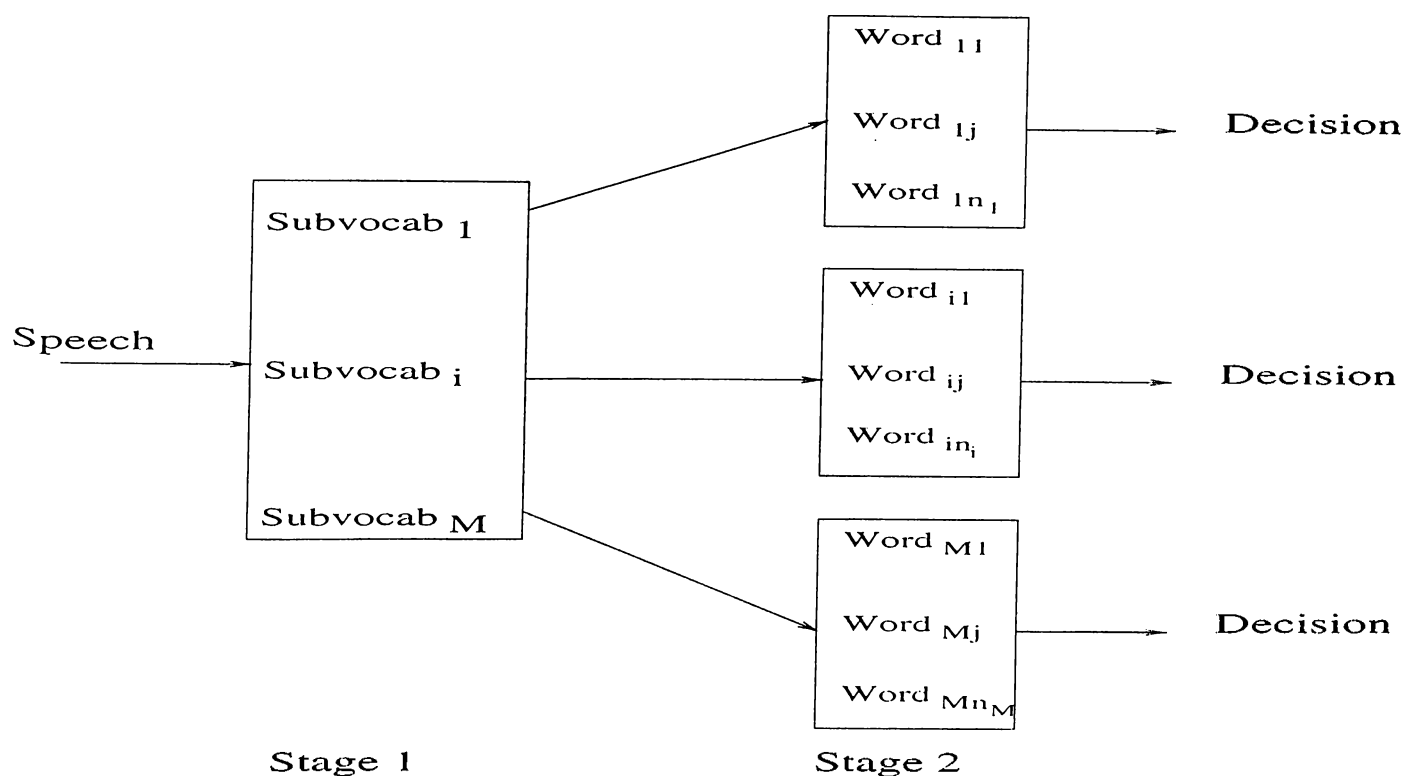 Speech
Subvocab 1
Subvocab i
Subvocab M
Word 11
Word 1j
Word 1n1
Decision
Word i1
Word ij
Word ini
Decision
Word M1
Word Mj
Word MnM
Decision
Stage 1
Stage 2